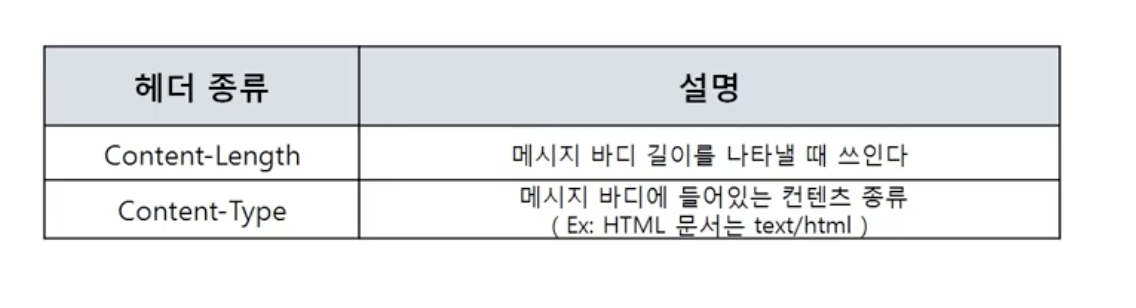 헤더 종류 설명
Content-Length 메시지 바디 길이를 나타낼 때 쓰인다
Content-Type 메시지 바디에 들어있는 컨텐츠 종류
( Ex: HTML 문서는 text/html )